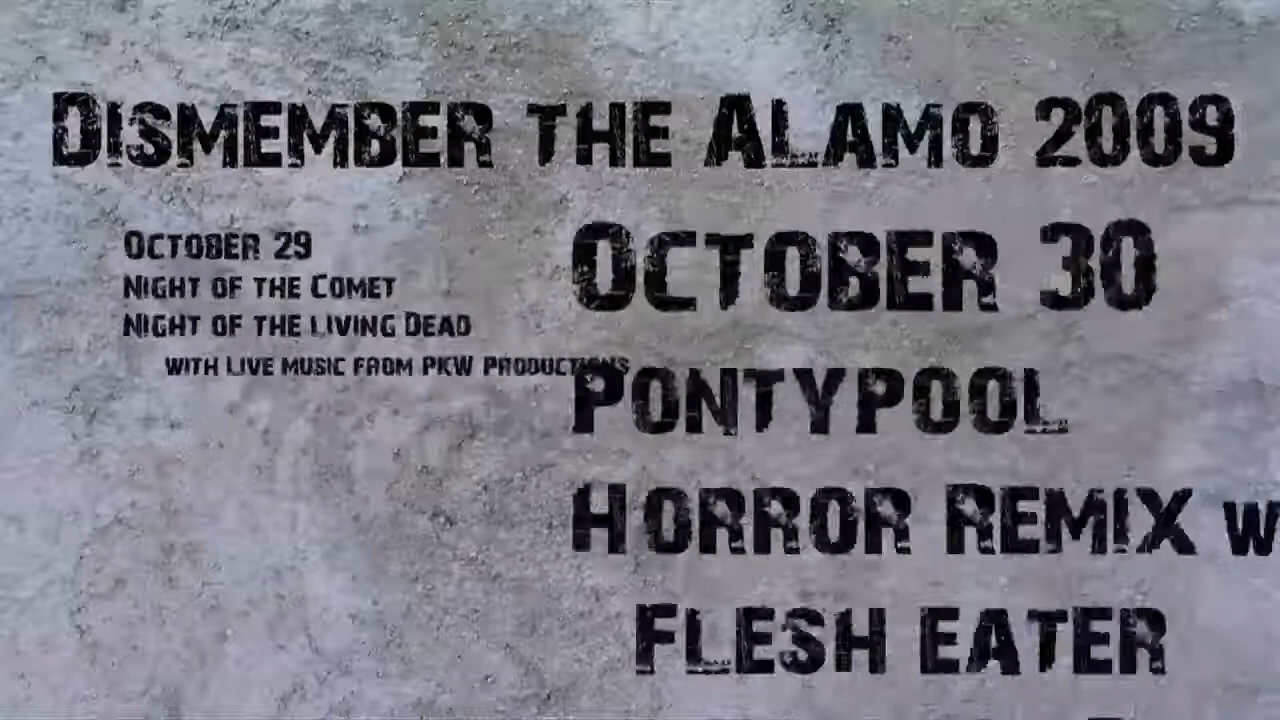 Dismember the Alamo 2009
October 29
Night of the Comet
Night of the living Dead
with live music from PKW Productions
October 30
Pontypool
Horror Remix w
Flesh eater